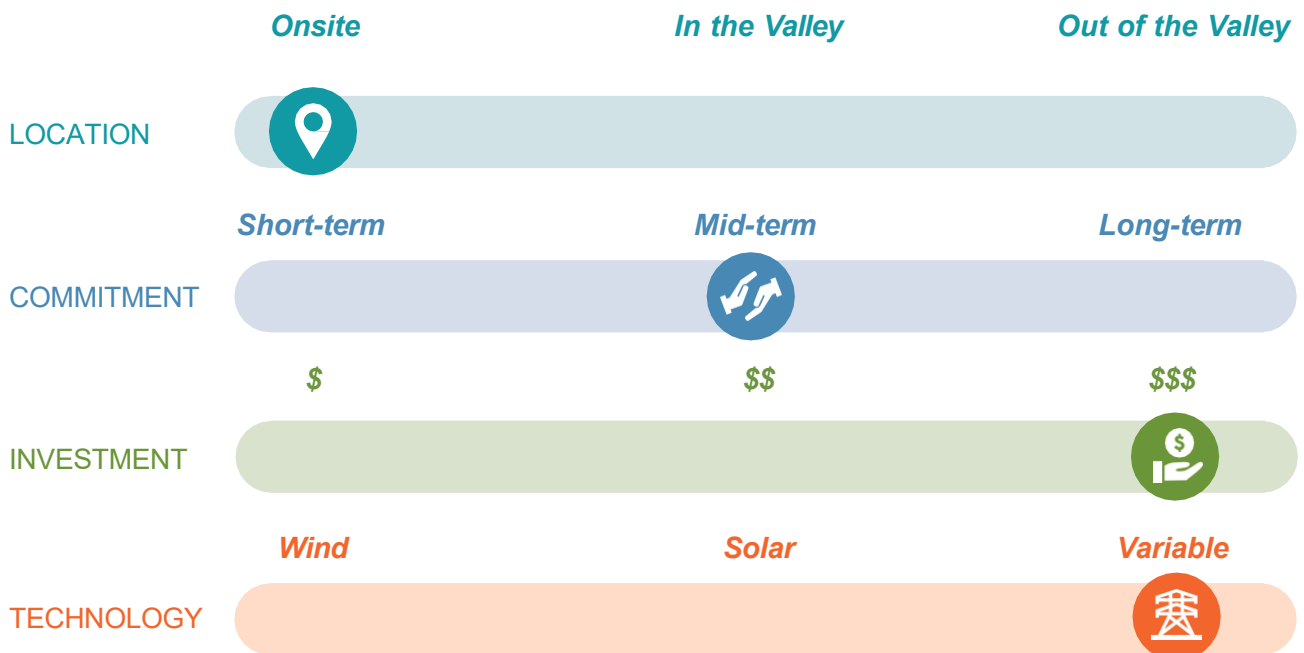 Onsite In the Valley Out of the Valley
LOCATION
Short-term Mid-term Long-term
COMMITMENT
$ $$ $$$
$
INVESTMENT
Wind Solar Variable
TECHNOLOGY